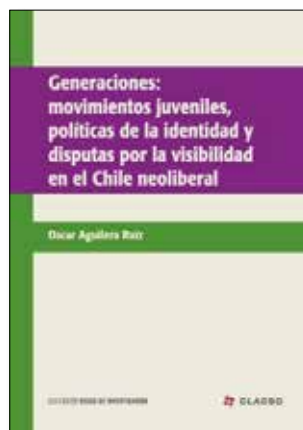 Generaciones:
movimientos juveniles,
políticas de la identidad y
disputas por la visibilidad
en el Chile neoliberal
Oscar Aguilera Ruiz
CLACSO